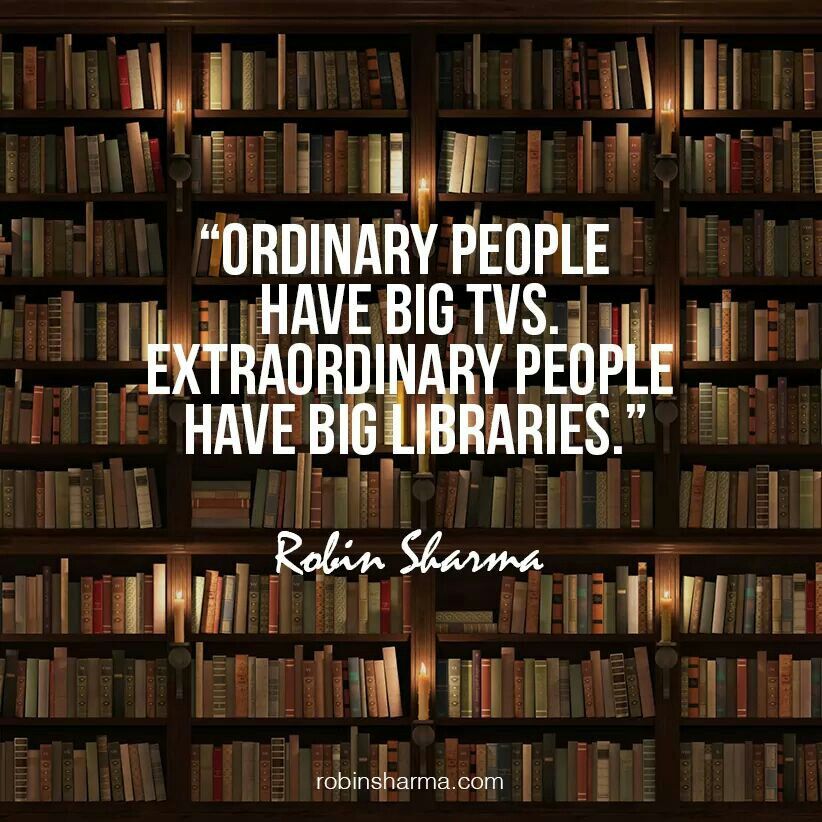 “ORDINARY PEOPLE
HAVE BIG TVS.
EXTRAORDINARY PEOPLE
HAVE BIG LIBRARIES.”
Robin Sharma
robinsharma.com